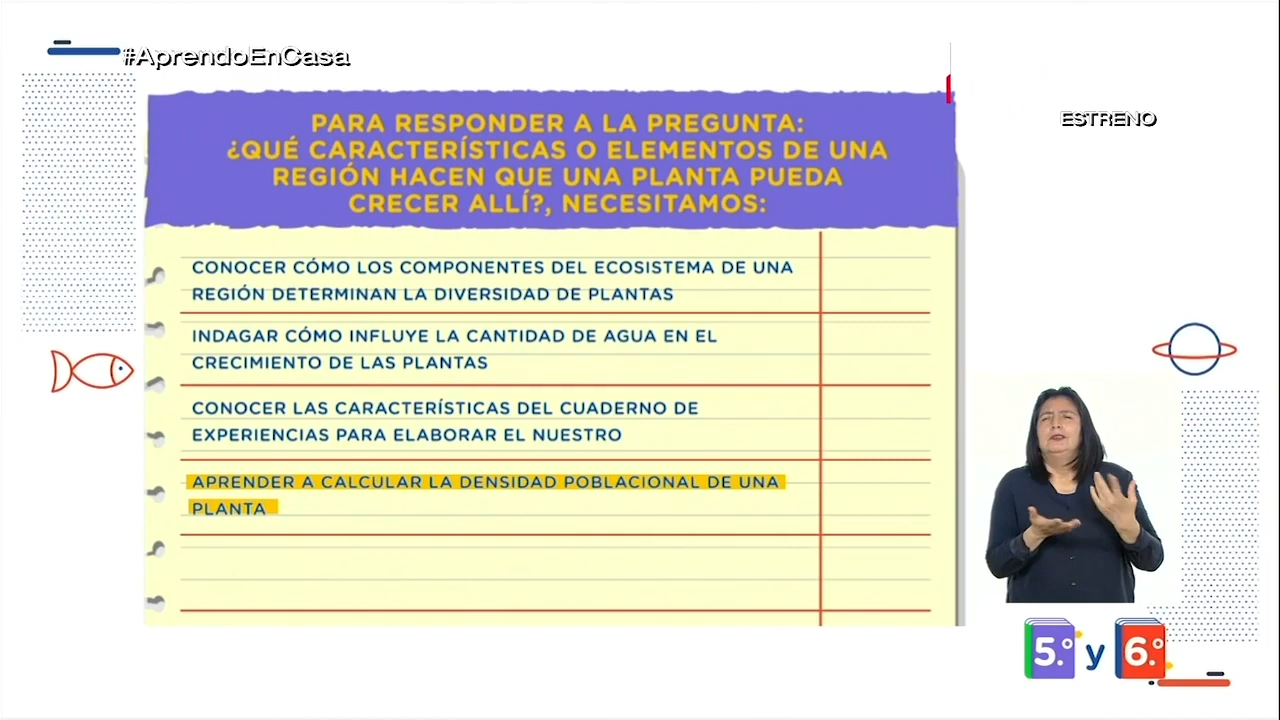 #AprendoEnCasa
ESTRENO
PARA RESPONDER A LA PREGUNTA:
¿QUÉ CARACTERÍSTICAS O ELEMENTOS DE UNA
REGIÓN HACEN QUE UNA PLANTA PUEDA
CRECER ALLÍ?, NECESITAMOS:
CONOCER CÓMO LOS COMPONENTES DEL ECOSISTEMA DE UNA
REGIÓN DETERMINAN LA DIVERSIDAD DE PLANTAS
INDAGAR CÓMO INFLUYE LA CANTIDAD DE AGUA EN EL
CRECIMIENTO DE LAS PLANTAS
CONOCER LAS CARACTERÍSTICAS DEL CUADERNO DE
EXPERIENCIAS PARA ELABORAR EL NUESTRO
APRENDER A CALCULAR LA DENSIDAD POBLACIONAL DE UNA
PLANTA
5.º y 6.º